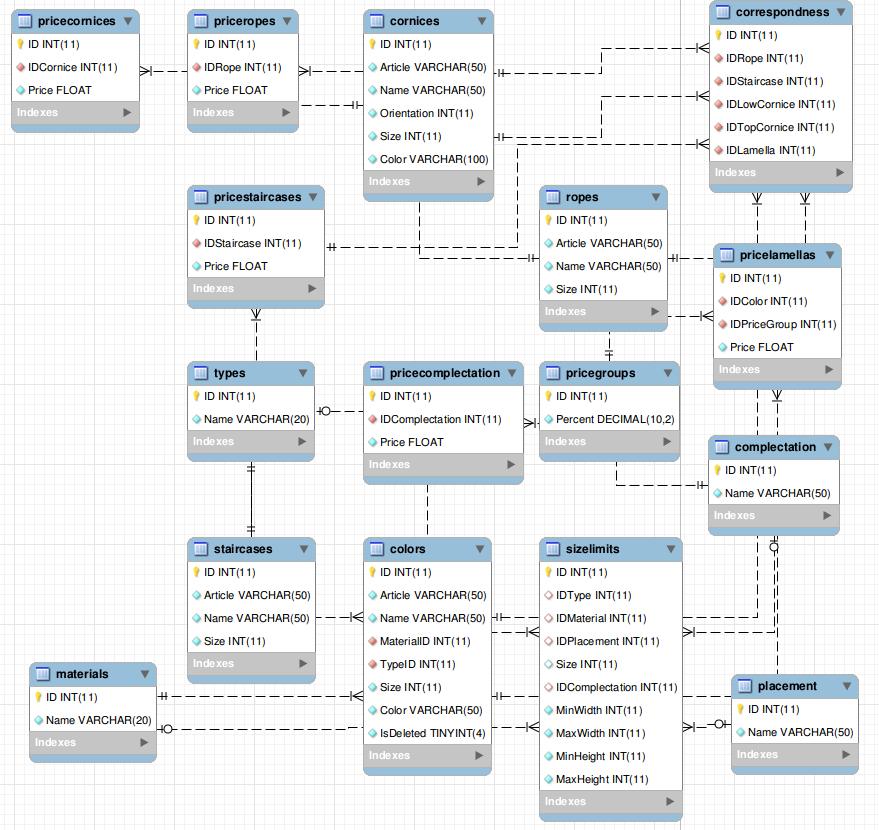 pricecornices
ID INT(11)
IDCornice INT(11)
Price FLOAT
Indexes
priceropes
ID INT(11)
IDRope INT(11)
Price FLOAT
Indexes
cornices
ID INT(11)
Article VARCHAR(50)
Name VARCHAR(50)
Orientation INT(11)
Size INT(11)
Color VARCHAR(100)
Indexes
correspondness
ID INT(11)
IDRope INT(11)
IDStaircase INT(11)
IDLowCornice INT(11)
IDTopCornice INT(11)
IDLamella INT(11)
Indexes
pricestaircases
ID INT(11)
IDStaircase INT(11)
Price FLOAT
Indexes
ropes
ID INT(11)
Article VARCHAR(50)
Name VARCHAR(50)
Size INT(11)
Indexes
pricelamellas
ID INT(11)
IDColor INT(11)
IDPriceGroup INT(11)
Price FLOAT
Indexes
types
ID INT(11)
Name VARCHAR(20)
Indexes
pricecomplectation
ID INT(11)
IDComplectation INT(11)
Price FLOAT
Indexes
pricegroups
ID INT(11)
Percent DECIMAL(10,2)
Indexes
complectation
ID INT(11)
Name VARCHAR(50)
Indexes
staircases
ID INT(11)
Article VARCHAR(50)
Name VARCHAR(50)
Size INT(11)
Indexes
colors
ID INT(11)
Article VARCHAR(50)
Name VARCHAR(50)
MaterialID INT(11)
TypeID INT(11)
Size INT(11)
Color VARCHAR(50)
IsDeleted TINYINT(4)
Indexes
sizelimits
ID INT(11)
IDType INT(11)
IDMaterial INT(11)
IDPlacement INT(11)
Size INT(11)
IDComplectation INT(11)
MinWidth INT(11)
MaxWidth INT(11)
MinHeight INT(11)
MaxHeight INT(11)
Indexes
materials
ID INT(11)
Name VARCHAR(20)
Indexes
placement
ID INT(11)
Name VARCHAR(50)
Indexes